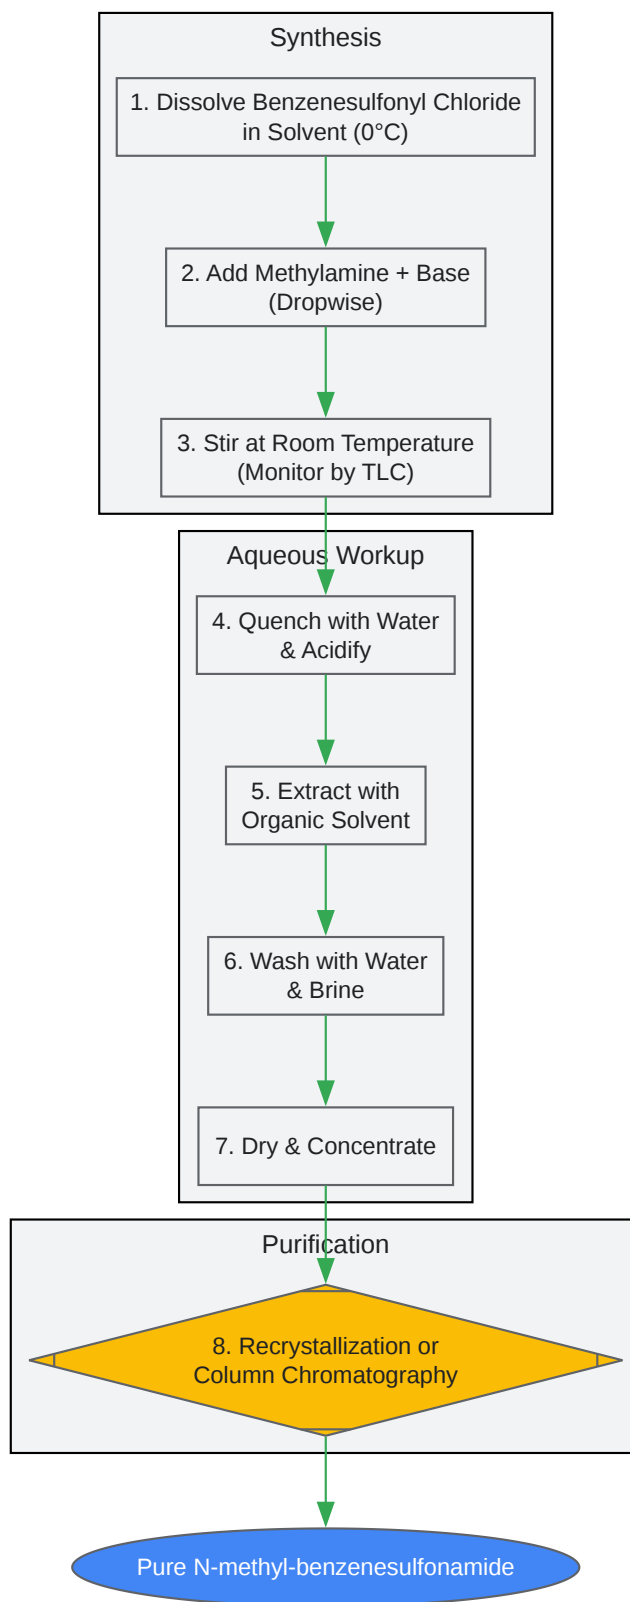 Synthesis
1. Dissolve Benzenesulfonyl Chloride
in Solvent (0°C)
2. Add Methylamine + Base
(Dropwise)
3. Stir at Room Temperature
(Monitor by TLC)
Aqueous Workup
4. Quench with Water
& Acidify
5. Extract with
Organic Solvent
6. Wash with Water
& Brine
7. Dry & Concentrate
Purification
8. Recrystallization or
Column Chromatography
Pure N-methyl-benzenesulfonamide